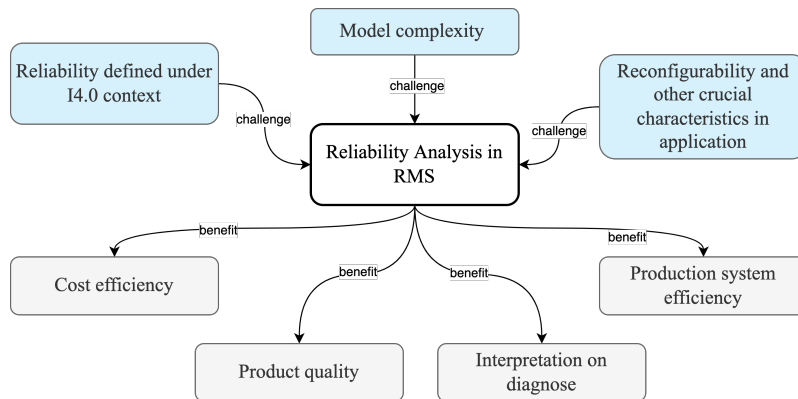 Model complexity
Reliability defined under
I4.0 context
Reconfigurability and
other crucial
characteristics in
application
challenge
challenge
challenge
Reliability Analysis in
RMS
benefit
benefit
benefit
benefit
Cost efficiency
Production system
efficiency
Product quality
Interpretation on
diagnose